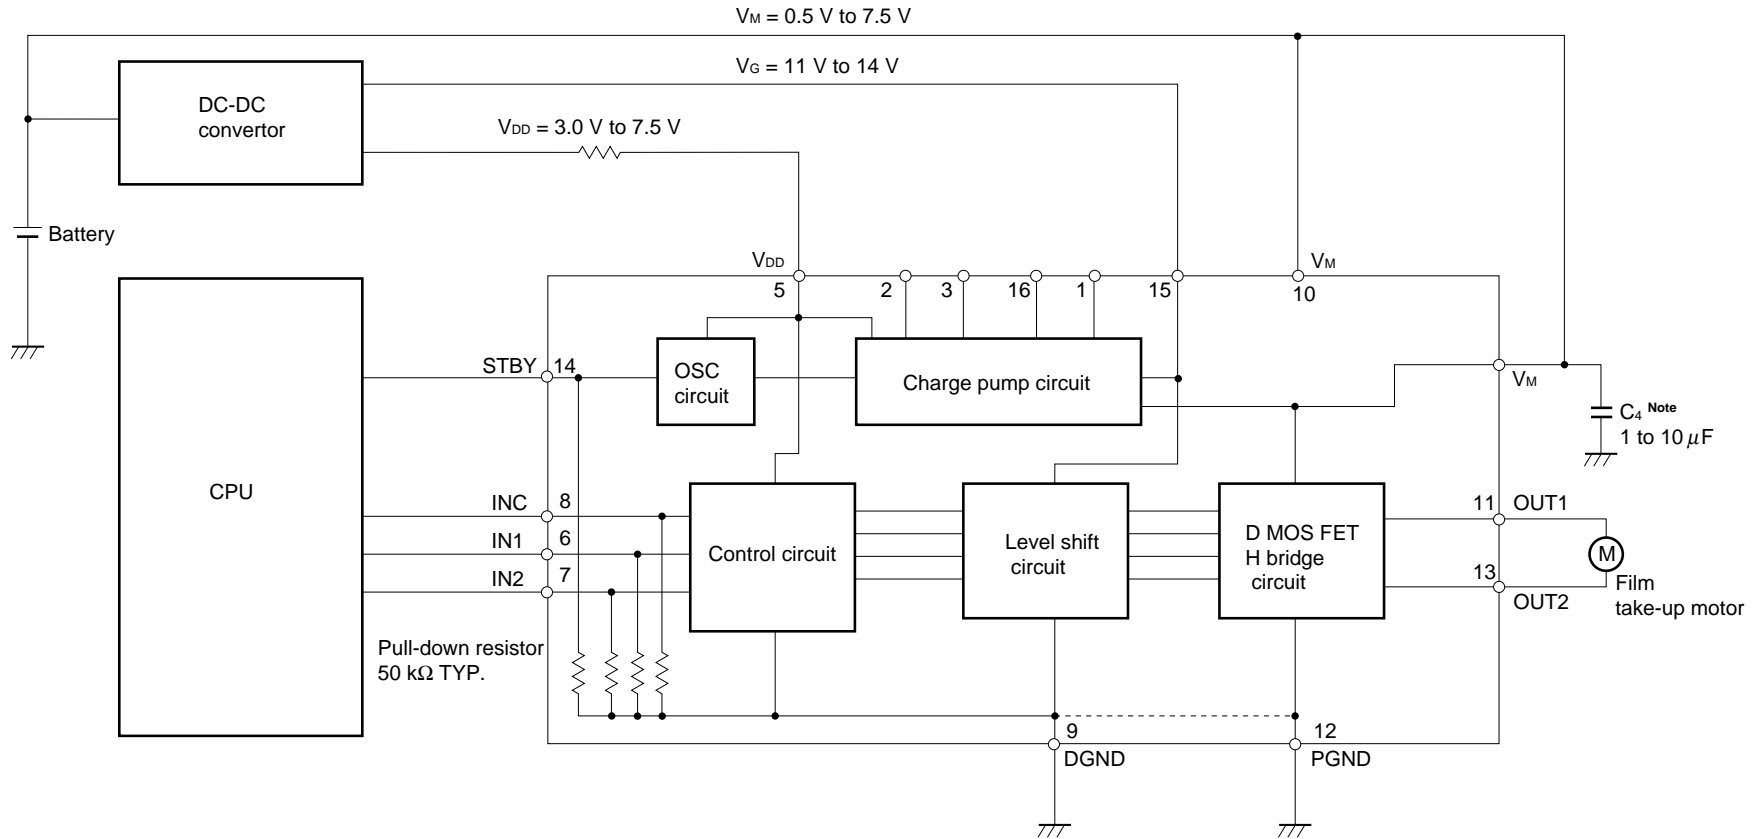 VM = 0.5 V to 7.5 V
VG = 11 V to 14 V
DC-DC
convertor
VDD = 3.0 V to 7.5 V
Battery
VDD
VM
5
2
3
16
1
15
10
STBY
14
OSC
circuit
Charge pump circuit
VM
C4 Note
1 to 10 μF
CPU
INC
8
IN1
6
IN2
7
Control circuit
Level shift
circuit
D MOS FET
H bridge
circuit
11
OUT1
M
13
OUT2
Film
take-up motor
Pull-down resistor
50 kΩ TYP.
9
DGND
12
PGND